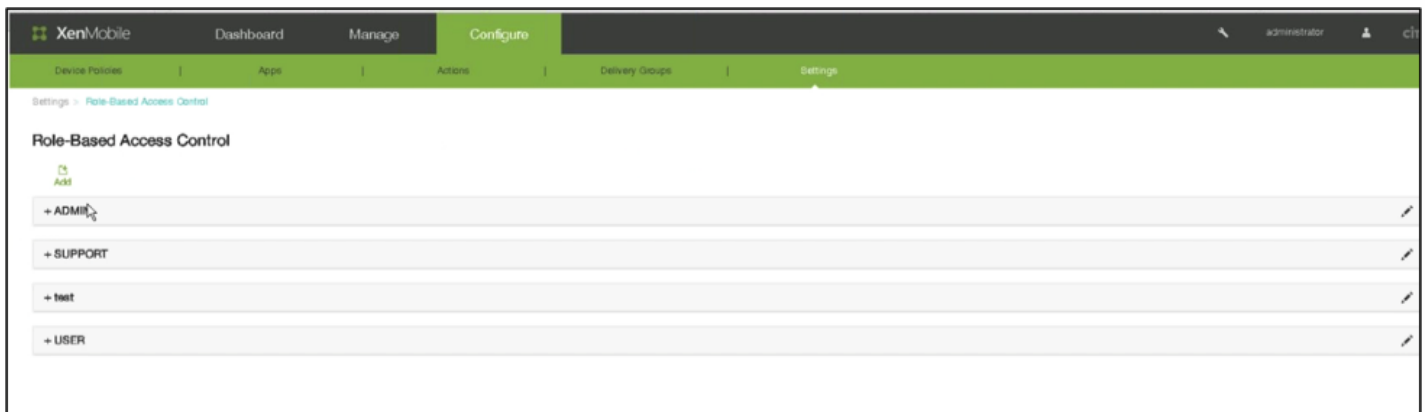 XenMobile Dashboard Manage Configure administrator
Device Policies | Apps | Actions | Delivery Groups | Settings
Settings > Role-Based Access Control
Role-Based Access Control
Add
+ ADMIN
+ SUPPORT
+ test
+ USER